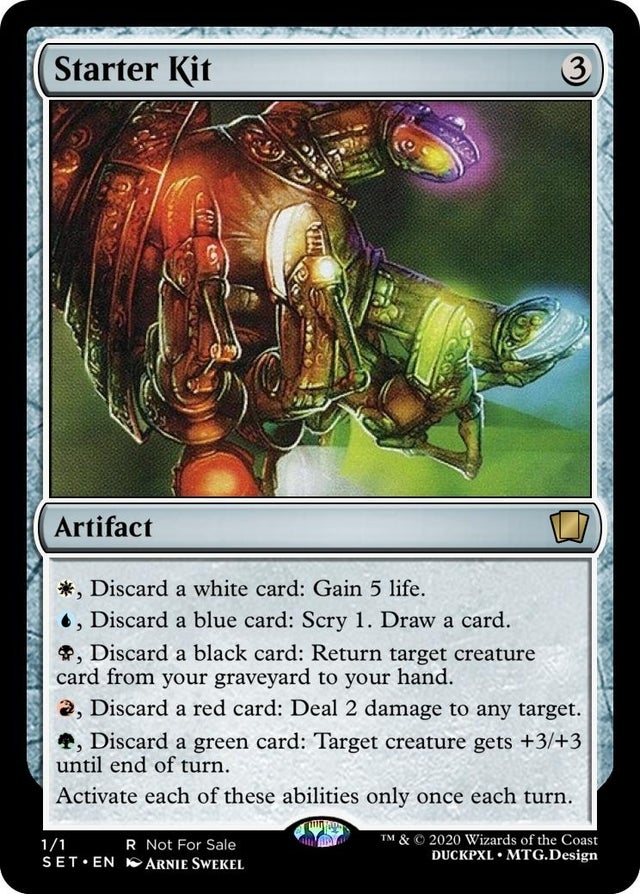 Starter Kit 3
Artifact
, Discard a white card: Gain 5 life.
, Discard a blue card: Scry 1. Draw a card.
, Discard a black card: Return target creature
card from your graveyard to your hand.
, Discard a red card: Deal 2 damage to any target.
, Discard a green card: Target creature gets +3/+3
until end of turn.
Activate each of these abilities only once each turn.
1/1 R Not For Sale ™ & © 2020 Wizards of the Coast
SET • EN Arnie Swekel DUCKPXL • MTG.Design